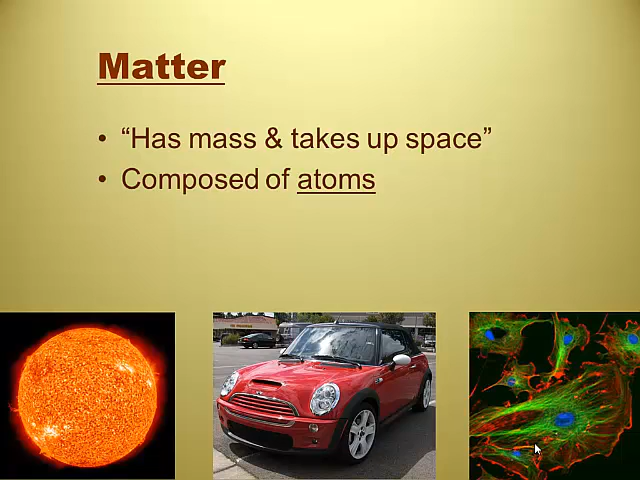 Matter
• “Has mass & takes up space”
• Composed of atoms